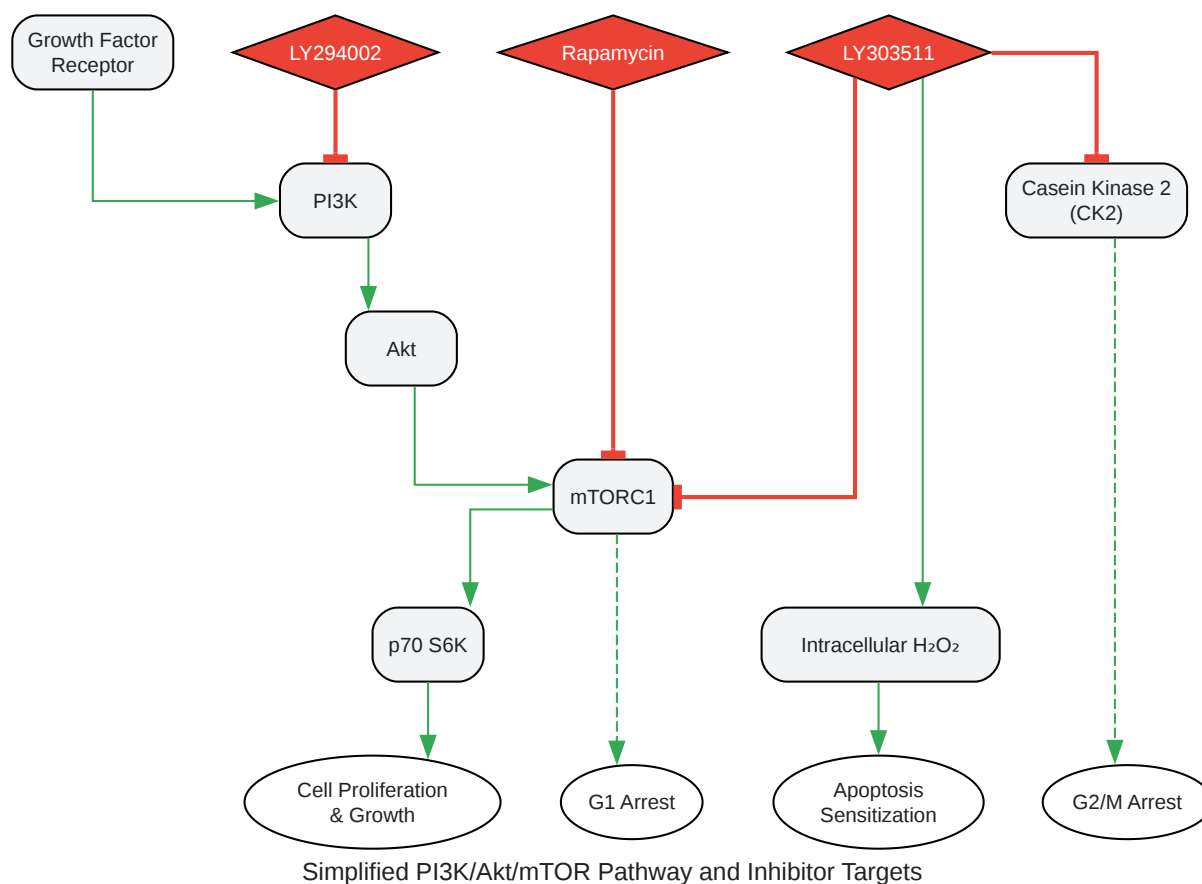 Growth Factor
Receptor
LY294002
Rapamycin
LY303511
PI3K
Casein Kinase 2
(CK2)
Akt
mTORC1
p70 S6K
Intracellular H₂O₂
Cell Proliferation
& Growth
G1 Arrest
Apoptosis
Sensitization
G2/M Arrest
Simplified PI3K/Akt/mTOR Pathway and Inhibitor Targets